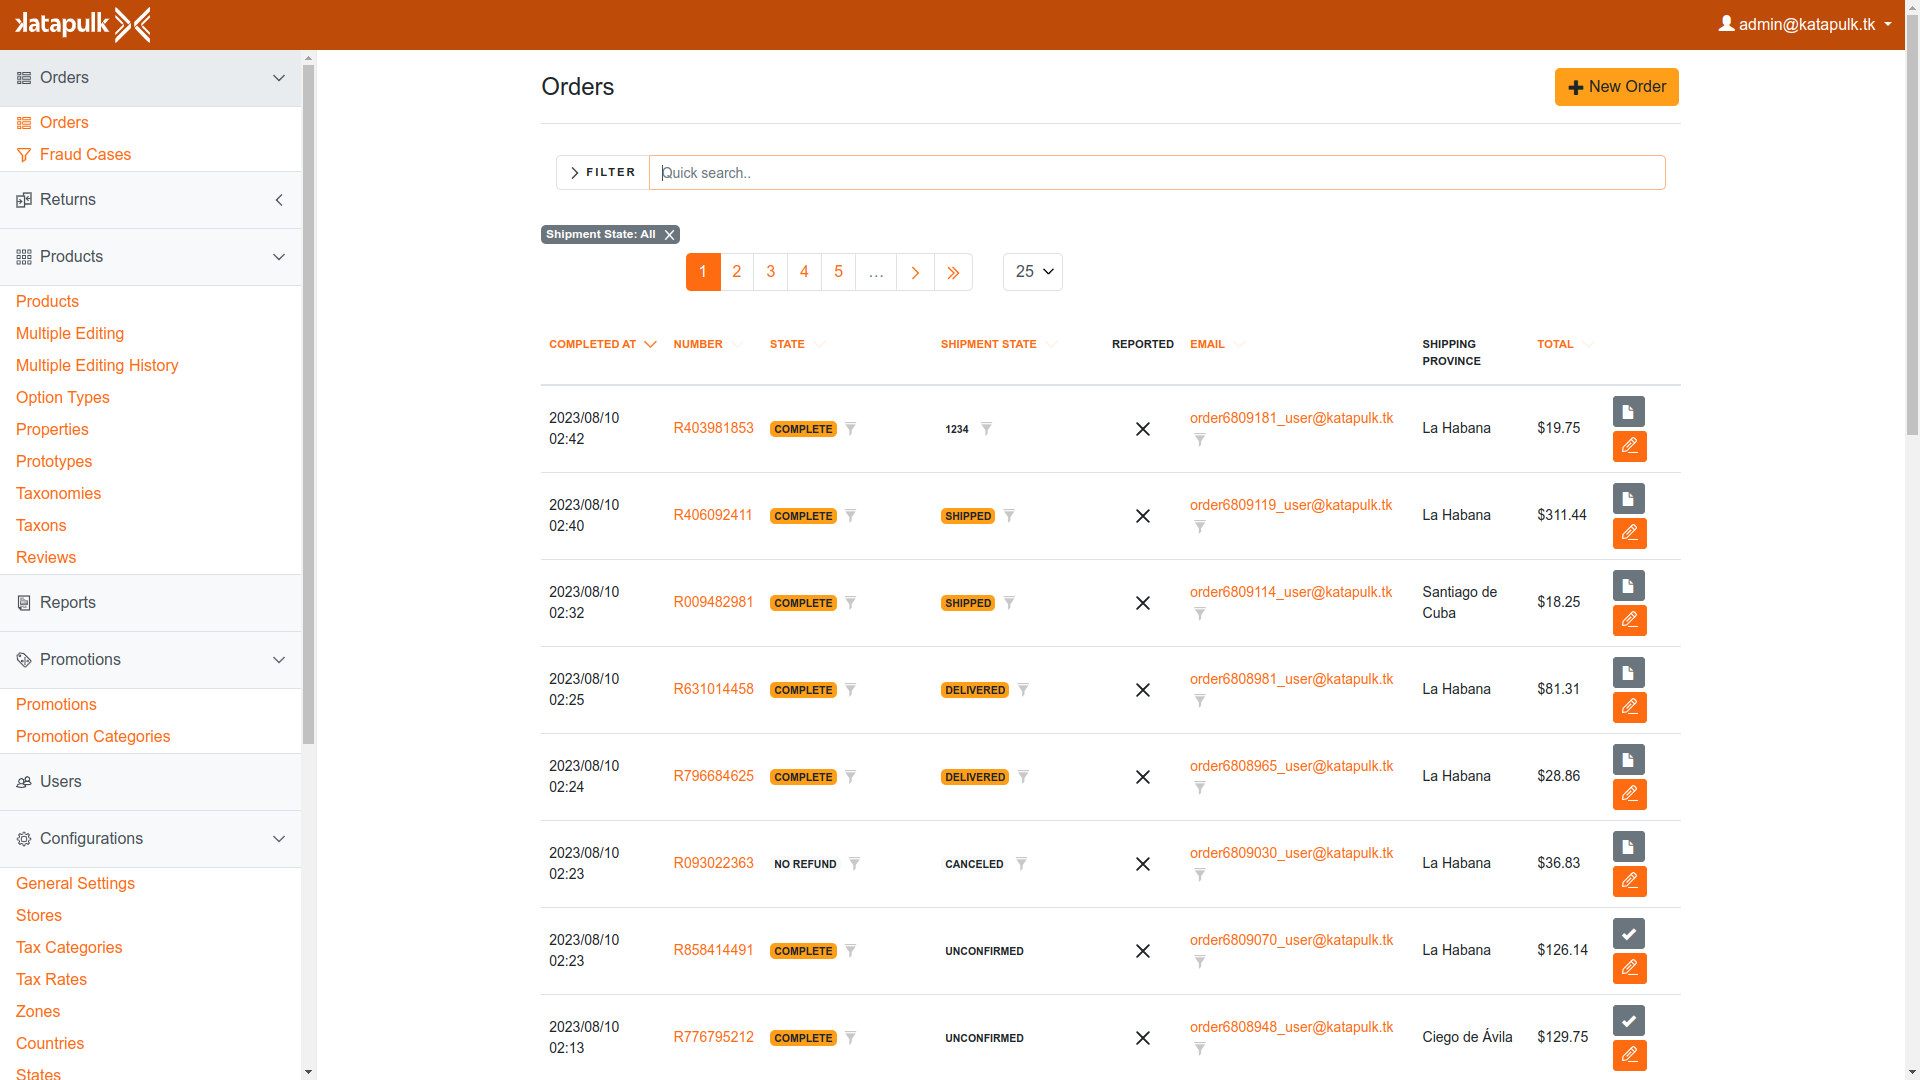 katapulk
admin@katapulk.tk
Orders
Orders
Fraud Cases
Returns
Products
Products
Multiple Editing
Multiple Editing History
Option Types
Properties
Prototypes
Taxonomies
Taxons
Reviews
Reports
Promotions
Promotions
Promotion Categories
Users
Configurations
General Settings
Stores
Tax Categories
Tax Rates
Zones
Countries
States
Orders
New Order
FILTER
Quick search..
Shipment State: All
1 2 3 4 5 … 25
COMPLETED AT NUMBER STATE SHIPMENT STATE REPORTED EMAIL SHIPPING PROVINCE TOTAL
2023/08/10 02:42 R403981853 COMPLETE 1234 order6809181_user@katapulk.tk La Habana $19.75
2023/08/10 02:40 R406092411 COMPLETE SHIPPED order6809119_user@katapulk.tk La Habana $311.44
2023/08/10 02:32 R009482981 COMPLETE SHIPPED order6809114_user@katapulk.tk Santiago de Cuba $18.25
2023/08/10 02:25 R631014458 COMPLETE DELIVERED order6808981_user@katapulk.tk La Habana $81.31
2023/08/10 02:24 R796684625 COMPLETE DELIVERED order6808965_user@katapulk.tk La Habana $28.86
2023/08/10 02:23 R093022363 NO REFUND CANCELED order6809030_user@katapulk.tk La Habana $36.83
2023/08/10 02:23 R858414491 COMPLETE UNCONFIRMED order6809070_user@katapulk.tk La Habana $126.14
2023/08/10 02:13 R776795212 COMPLETE UNCONFIRMED order6808948_user@katapulk.tk Ciego de Ávila $129.75